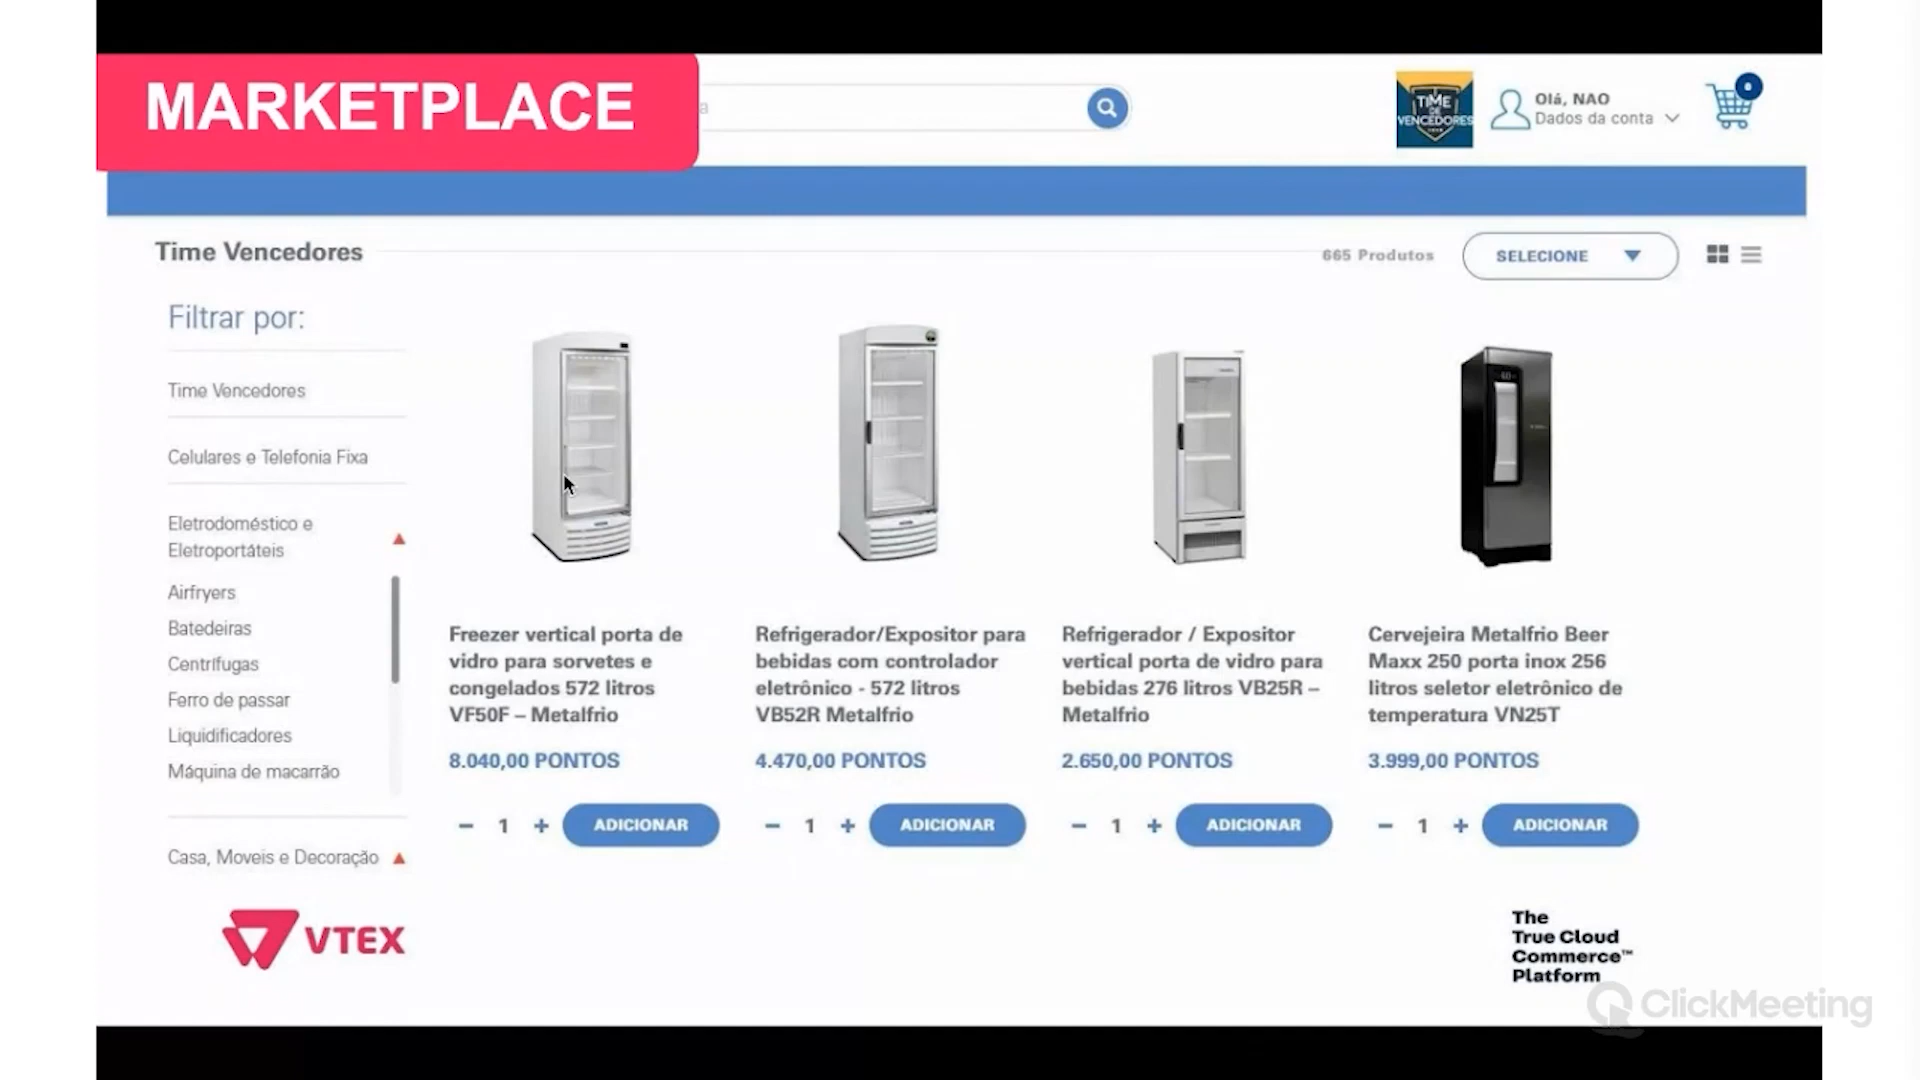 MARKETPLACE
a
TIME
DE
VENCEDORES
Olá, NAO
Dados da conta
0
Time Vencedores
665 Produtos
SELECIONE
Filtrar por:
Time Vencedores
Celulares e Telefonia Fixa
Eletrodoméstico e
Eletroportáteis
Airfryers
Batedeiras
Centrífugas
Ferro de passar
Liquidificadores
Máquina de macarrão
Casa, Moveis e Decoração
Freezer vertical porta de
vidro para sorvetes e
congelados 572 litros
VF50F – Metalfrio
8.040,00 PONTOS
1
ADICIONAR
Refrigerador/Expositor para
bebidas com controlador
eletrônico - 572 litros
VB52R Metalfrio
4.470,00 PONTOS
1
ADICIONAR
Refrigerador / Expositor
vertical porta de vidro para
bebidas 276 litros VB25R –
Metalfrio
2.650,00 PONTOS
1
ADICIONAR
Cervejeira Metalfrio Beer
Maxx 250 porta inox 256
litros seletor eletrônico de
temperatura VN25T
3.999,00 PONTOS
1
ADICIONAR
VTEX
The
True Cloud
Commerce™
Platform
ClickMeeting